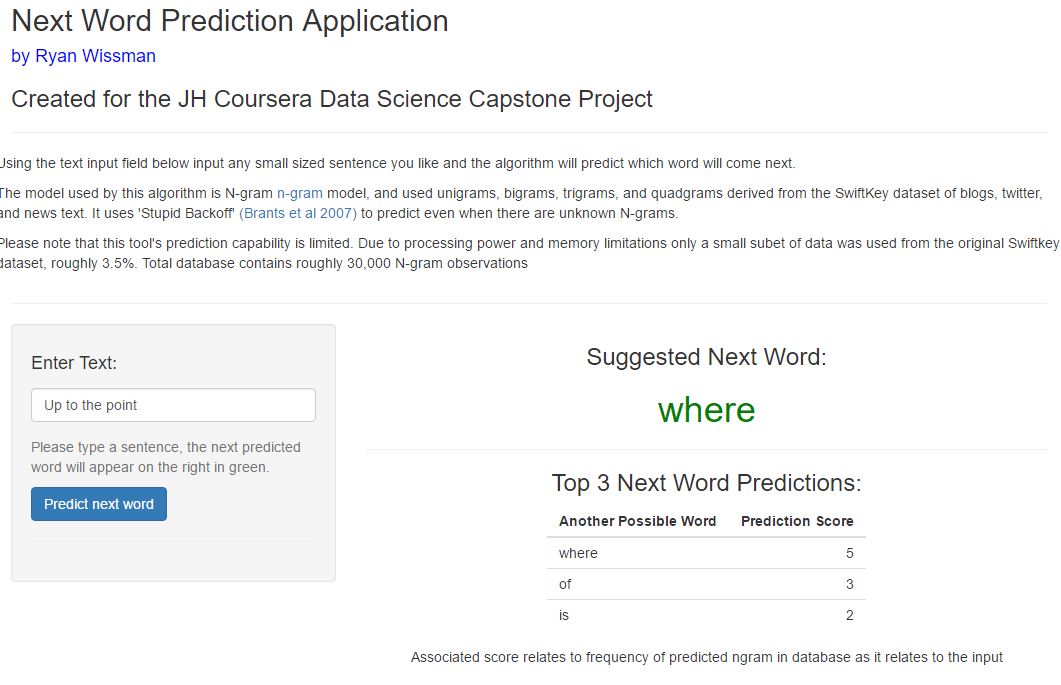 Next Word Prediction Application
by Ryan Wissman
Created for the JH Coursera Data Science Capstone Project
Using the text input field below input any small sized sentence you like and the algorithm will predict which word will come next.
The model used by this algorithm is N-gram n-gram model, and used unigrams, bigrams, trigrams, and quadgrams derived from the SwiftKey dataset of blogs, twitter,
and news text. It uses 'Stupid Backoff' (Brants et al 2007) to predict even when there are unknown N-grams.
Please note that this tool's prediction capability is limited. Due to processing power and memory limitations only a small subet of data was used from the original Swiftkey
dataset, roughly 3.5%. Total database contains roughly 30,000 N-gram observations
Enter Text:
Up to the point
Please type a sentence, the next predicted
word will appear on the right in green.
Predict next word
Suggested Next Word:
where
Top 3 Next Word Predictions:
Another Possible Word Prediction Score
where 5
of 3
is 2
Associated score relates to frequency of predicted ngram in database as it relates to the input